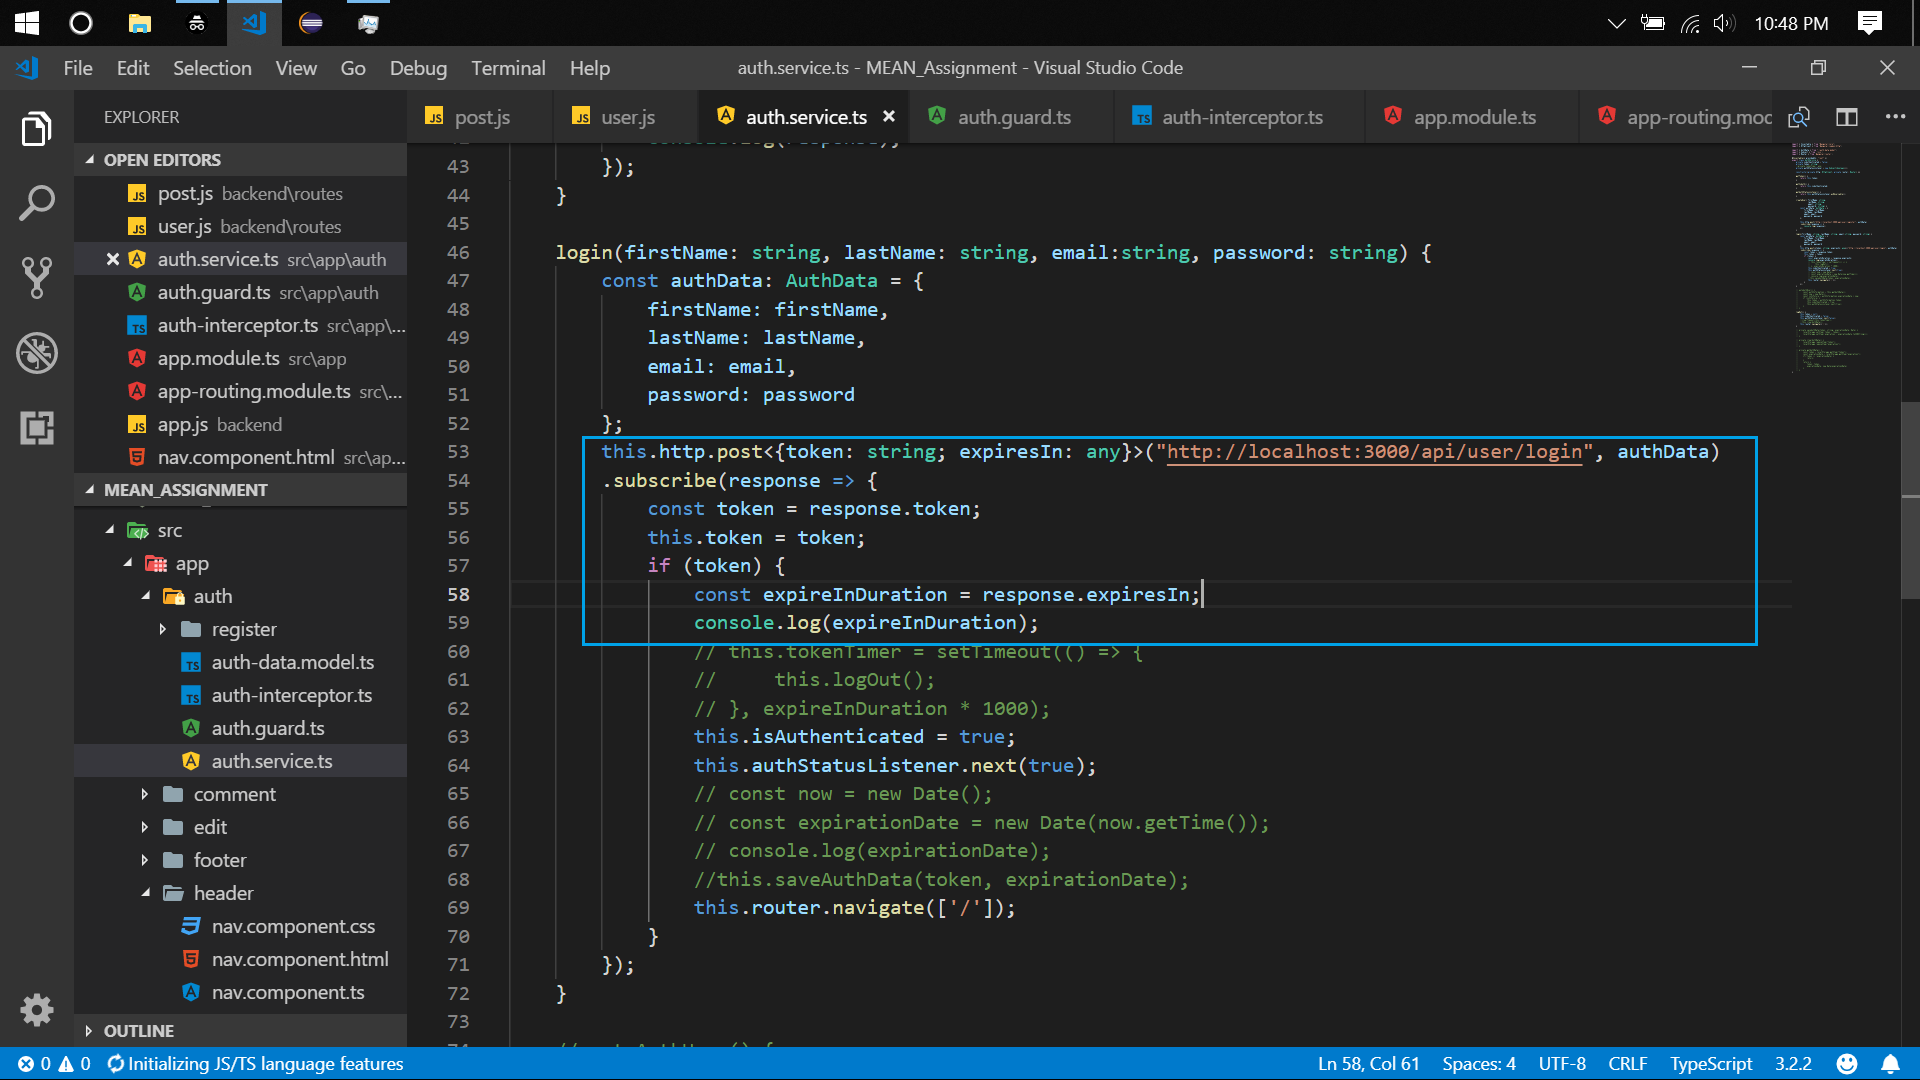 10:48 PM
File Edit Selection View Go Debug Terminal Help
auth.service.ts - MEAN_Assignment - Visual Studio Code
EXPLORER
post.js
user.js
auth.service.ts
auth.guard.ts
auth-interceptor.ts
app.module.ts
app-routing.mod
OPEN EDITORS
post.js backend\routes
user.js backend\routes
auth.service.ts src\app\auth
auth.guard.ts src\app\auth
auth-interceptor.ts src\app\...
app.module.ts src\app
app-routing.module.ts src\...
app.js backend
nav.component.html src\ap...
MEAN_ASSIGNMENT
src
app
auth
register
auth-data.model.ts
auth-interceptor.ts
auth.guard.ts
auth.service.ts
comment
edit
footer
header
nav.component.css
nav.component.html
nav.component.ts
OUTLINE
43 });
44 }
45
46 login(firstName: string, lastName: string, email:string, password: string) {
47 const authData: AuthData = {
48 firstName: firstName,
49 lastName: lastName,
50 email: email,
51 password: password
52 };
53 this.http.post<{token: string; expiresIn: any}>("http://localhost:3000/api/user/login", authData)
54 .subscribe(response => {
55 const token = response.token;
56 this.token = token;
57 if (token) {
58 const expireInDuration = response.expiresIn;
59 console.log(expireInDuration);
60 // this.tokenTimer = setTimeout(() => {
61 // this.logOut();
62 // }, expireInDuration * 1000);
63 this.isAuthenticated = true;
64 this.authStatusListener.next(true);
65 // const now = new Date();
66 // const expirationDate = new Date(now.getTime());
67 // console.log(expirationDate);
68 //this.saveAuthData(token, expirationDate);
69 this.router.navigate(['/']);
70 }
71 });
72 }
73
0 0 Initializing JS/TS language features
Ln 58, Col 61 Spaces: 4 UTF-8 CRLF TypeScript 3.2.2